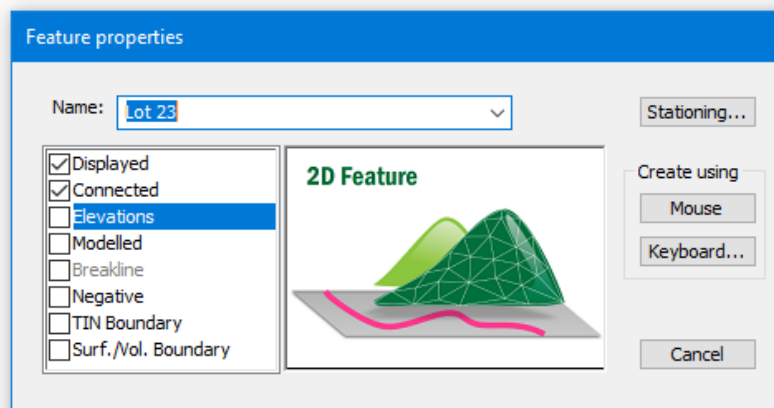 Feature properties
Name: Lot 23
Stationing...
Displayed
Connected
Elevations
Modelled
Breakline
Negative
TIN Boundary
Surf./Vol. Boundary
2D Feature
Create using
Mouse
Keyboard...
Cancel